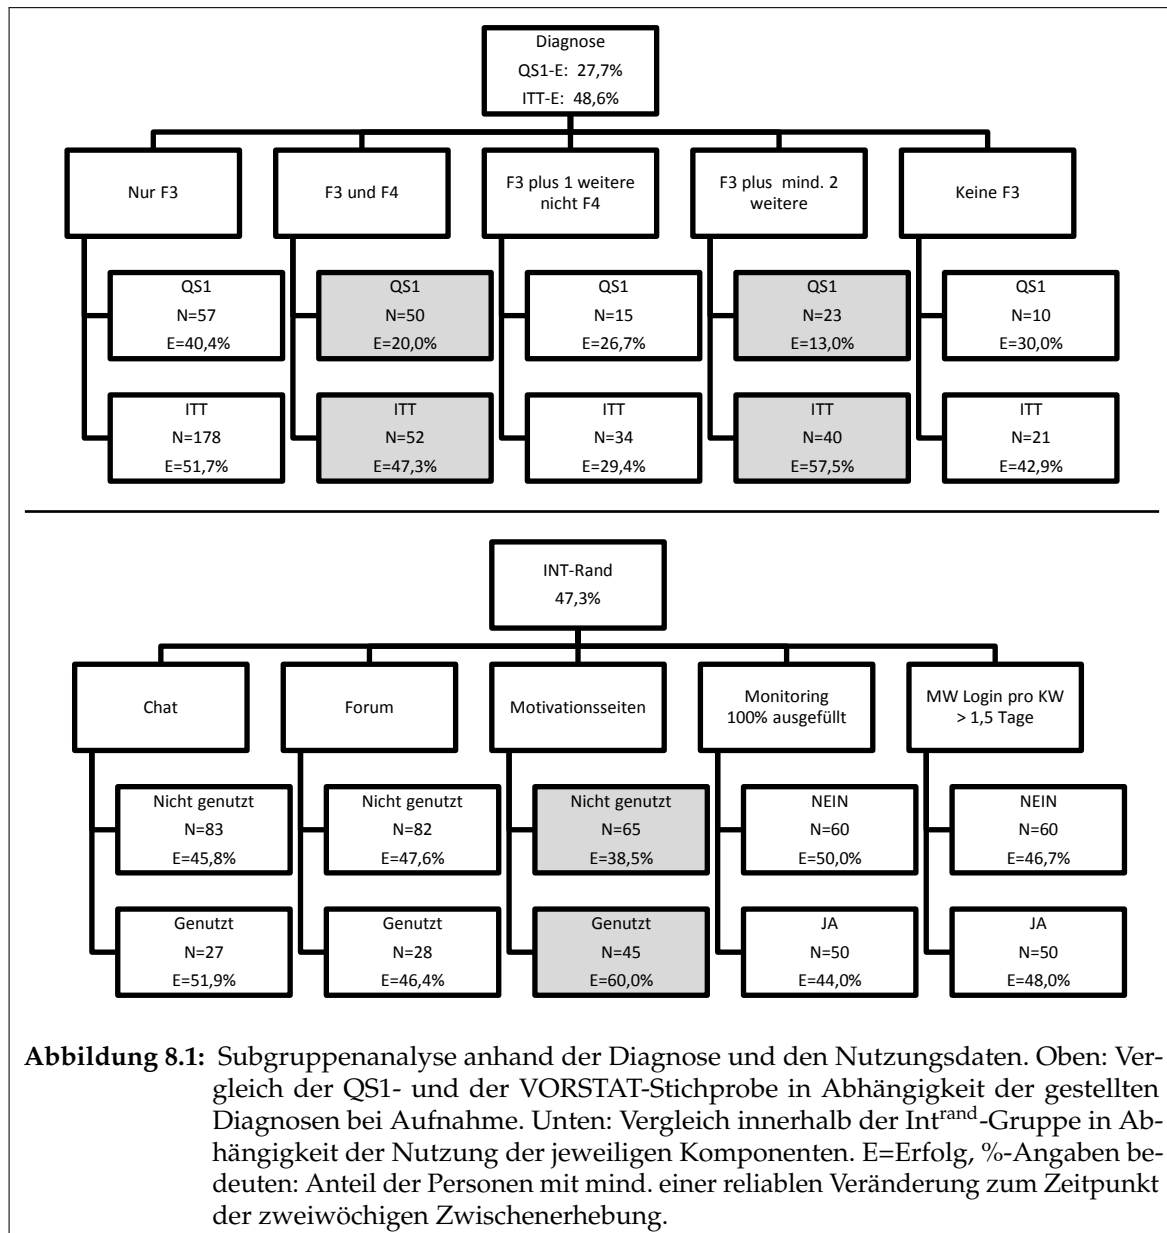 Diagnose
QS1-E: 27,7%
ITT-E: 48,6%
Nur F3
F3 und F4
F3 plus 1 weitere
nicht F4
F3 plus mind. 2
weitere
Keine F3
QS1
N=57
E=40,4%
QS1
N=50
E=20,0%
QS1
N=15
E=26,7%
QS1
N=23
E=13,0%
QS1
N=10
E=30,0%
ITT
N=178
E=51,7%
ITT
N=52
E=47,3%
ITT
N=34
E=29,4%
ITT
N=40
E=57,5%
ITT
N=21
E=42,9%
INT-Rand
47,3%
Chat
Forum
Motivationsseiten
Monitoring
100% ausgefüllt
MW Login pro KW
> 1,5 Tage
Nicht genutzt
N=83
E=45,8%
Nicht genutzt
N=82
E=47,6%
Nicht genutzt
N=65
E=38,5%
NEIN
N=60
E=50,0%
NEIN
N=60
E=46,7%
Genutzt
N=27
E=51,9%
Genutzt
N=28
E=46,4%
Genutzt
N=45
E=60,0%
JA
N=50
E=44,0%
JA
N=50
E=48,0%
Abbildung 8.1: Subgruppenanalyse anhand der Diagnose und den Nutzungsdaten. Oben: Ver-
gleich der QS1- und der VORSTAT-Stichprobe in Abhängigkeit der gestellten
Diagnosen bei Aufnahme. Unten: Vergleich innerhalb der Intrand-Gruppe in Ab-
hängigkeit der Nutzung der jeweiligen Komponenten. E=Erfolg, %-Angaben be-
deuten: Anteil der Personen mit mind. einer reliablen Veränderung zum Zeitpunkt
der zweiwöchigen Zwischenerhebung.